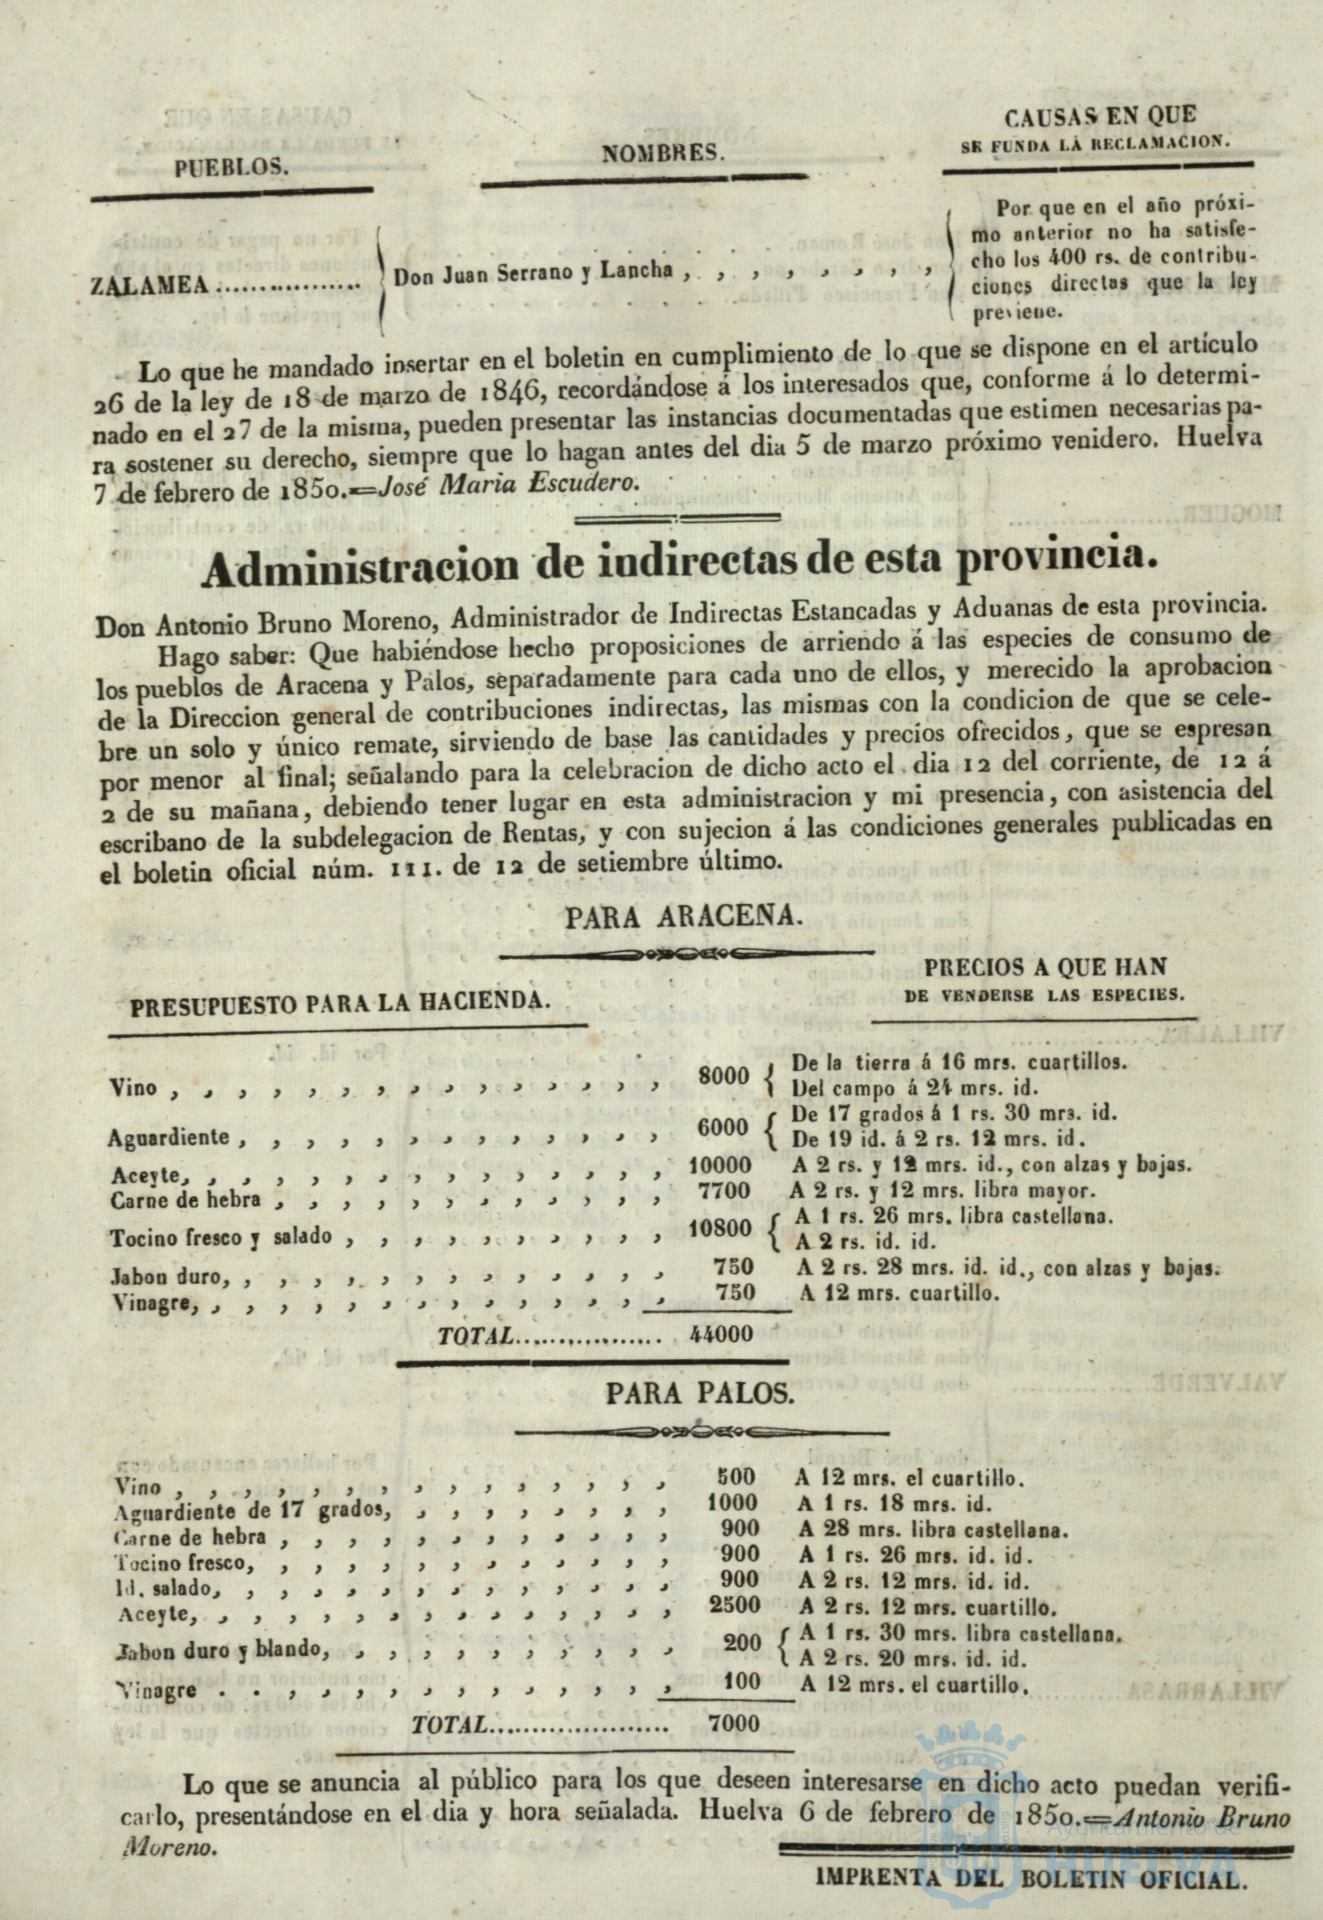 PUEBLOS.
NOMBRES.
CAUSAS EN QUE
SE FUNDA LA RECLAMACION.
ZALAMEA ................
Don Juan Serrano y Lancha , , , , , , , ,
Por que en el año próxi-
mo anterior no ha satisfe-
cho los 400 rs. de contribu-
ciones directas que la ley
previene.
Lo que he mandado insertar en el boletin en cumplimiento de lo que se dispone en el artículo
26 de la ley de 18 de marzo de 1846, recordándose á los interesados que, conforme á lo determi-
nado en el 27 de la misma, pueden presentar las instancias documentadas que estimen necesarias pa-
ra sostener su derecho, siempre que lo hagan antes del dia 5 de marzo próximo venidero. Huelva
7 de febrero de 1850.=José Maria Escudero.
Administracion de indirectas de esta provincia.
Don Antonio Bruno Moreno, Administrador de Indirectas Estancadas y Aduanas de esta provincia.
Hago saber: Que habiéndose hecho proposiciones de arriendo á las especies de consumo de
los pueblos de Aracena y Palos, separadamente para cada uno de ellos, y merecido la aprobacion
de la Direccion general de contribuciones indirectas, las mismas con la condicion de que se cele-
bre un solo y único remate, sirviendo de base las cantidades y precios ofrecidos, que se espresan
por menor al final; señalando para la celebracion de dicho acto el dia 12 del corriente, de 12 á
2 de su mañana, debiendo tener lugar en esta administracion y mi presencia, con asistencia del
escribano de la subdelegacion de Rentas, y con sujecion á las condiciones generales publicadas en
el boletin oficial núm. 111. de 12 de setiembre último.
PARA ARACENA.
PRESUPUESTO PARA LA HACIENDA.
PRECIOS A QUE HAN
DE VENDERSE LAS ESPECIES.
Vino , , , , , , , , , , , , , , , 8000 { De la tierra á 16 mrs. cuartillos.
Del campo á 24 mrs. id.
Aguardiente , , , , , , , , , , , , , 6000 { De 17 grados á 1 rs. 30 mrs. id.
De 19 id. á 2 rs. 12 mrs. id.
Aceyte, , , , , , , , , , , , , , , 10000 A 2 rs. y 12 mrs. id., con alzas y bajas.
Carne de hebra , , , , , , , , , , , , 7700 A 2 rs. y 12 mrs. libra mayor.
Tocino fresco y salado , , , , , , , , , , 10800 { A 1 rs. 26 mrs. libra castellana.
A 2 rs. id. id.
Jabon duro, , , , , , , , , , , , , , 750 A 2 rs. 28 mrs. id. id., con alzas y bajas.
Vinagre, , , , , , , , , , , , , , , 750 A 12 mrs. cuartillo.
TOTAL.................. 44000
PARA PALOS.
Vino , , , , , , , , , , , , , , , 500 A 12 mrs. el cuartillo.
Aguardiente de 17 grados, , , , , , , , , 1000 A 1 rs. 18 mrs. id.
Carne de hebra , , , , , , , , , , , , 900 A 28 mrs. libra castellana.
Tocino fresco, , , , , , , , , , , , , 900 A 1 rs. 26 mrs. id. id.
Id. salado, , , , , , , , , , , , , , 900 A 2 rs. 12 mrs. id. id.
Aceyte, , , , , , , , , , , , , , , 2500 A 2 rs. 12 mrs. cuartillo.
Jabon duro y blando, , , , , , , , , , , 200 { A 1 rs. 30 mrs. libra castellana.
A 2 rs. 20 mrs. id. id.
Vinagre . . , , , , , , , , , , , , 100 A 12 mrs. el cuartillo.
TOTAL...................... 7000
Lo que se anuncia al público para los que deseen interesarse en dicho acto puedan verifi-
carlo, presentándose en el dia y hora señalada. Huelva 6 de febrero de 1850.=Antonio Bruno
Moreno.
Ayuntamiento de
HUELVA
IMPRENTA DEL BOLETIN OFICIAL.